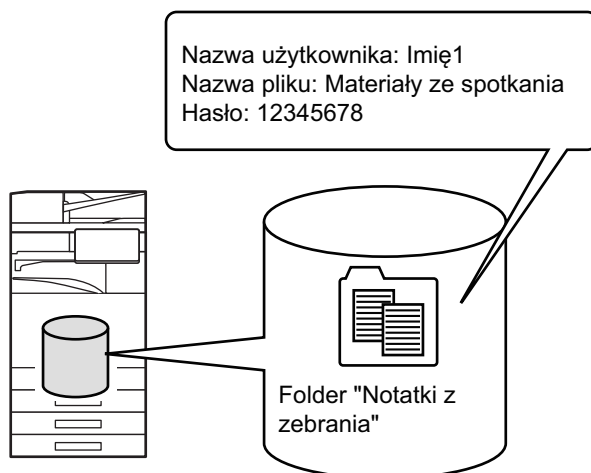 Nazwa użytkownika: Imię1
Nazwa pliku: Materiały ze spotkania
Hasło: 12345678
Folder "Notatki z
zebrania"